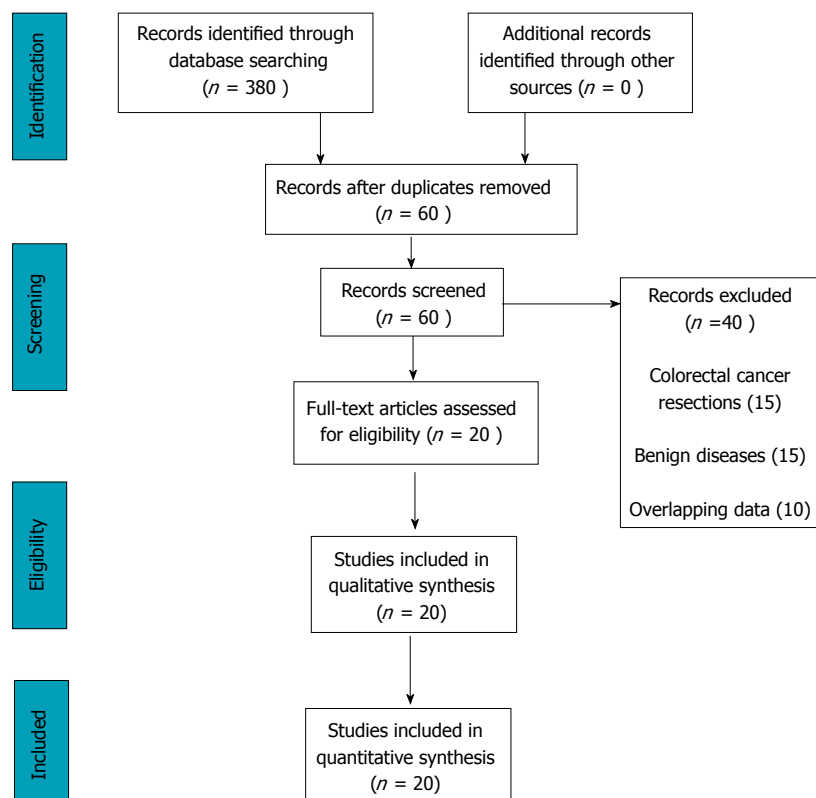 Identification
Records identified through
database searching
(n = 380 )
Additional records
identified through other
sources (n = 0 )
Records after duplicates removed
(n = 60 )
Screening
Records screened
(n = 60 )
Records excluded
(n =40 )
Colorectal cancer
resections (15)
Benign diseases (15)
Overlapping data (10)
Full-text articles assessed
for eligibility (n = 20 )
Eligibility
Studies included in
qualitative synthesis
(n = 20)
Included
Studies included in
quantitative synthesis
(n = 20)